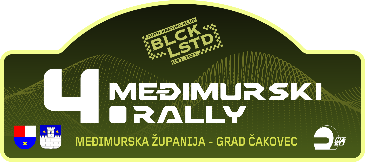 BLCK
LSTD
4. MEĐIMURSKI
RALLY
MEĐIMURSKA ŽUPANIJA - GRAD ČAKOVEC